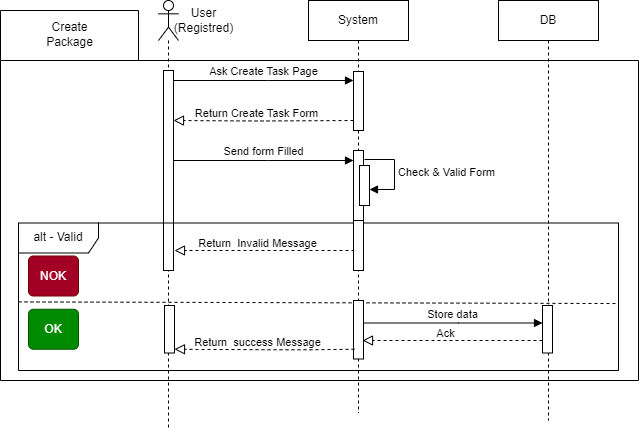 Create
Package
User
(Registred)
System
DB
Ask Create Task Page
Return Create Task Form
Send form Filled
Check & Valid Form
alt - Valid
Return  Invalid Message
NOK
OK
Store data
Ack
Return  success Message